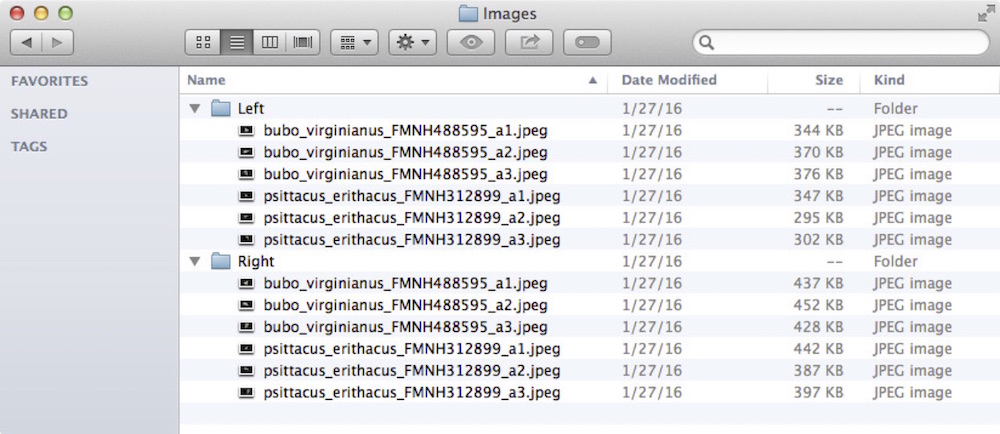 Images
FAVORITES
SHARED
TAGS
Name Date Modified Size Kind
Left 1/27/16 -- Folder
bubo_virginianus_FMNH488595_a1.jpeg 1/27/16 344 KB JPEG image
bubo_virginianus_FMNH488595_a2.jpeg 1/27/16 370 KB JPEG image
bubo_virginianus_FMNH488595_a3.jpeg 1/27/16 376 KB JPEG image
psittacus_erithacus_FMNH312899_a1.jpeg 1/27/16 347 KB JPEG image
psittacus_erithacus_FMNH312899_a2.jpeg 1/27/16 295 KB JPEG image
psittacus_erithacus_FMNH312899_a3.jpeg 1/27/16 302 KB JPEG image
Right 1/27/16 -- Folder
bubo_virginianus_FMNH488595_a1.jpeg 1/27/16 437 KB JPEG image
bubo_virginianus_FMNH488595_a2.jpeg 1/27/16 452 KB JPEG image
bubo_virginianus_FMNH488595_a3.jpeg 1/27/16 428 KB JPEG image
psittacus_erithacus_FMNH312899_a1.jpeg 1/27/16 442 KB JPEG image
psittacus_erithacus_FMNH312899_a2.jpeg 1/27/16 387 KB JPEG image
psittacus_erithacus_FMNH312899_a3.jpeg 1/27/16 397 KB JPEG image